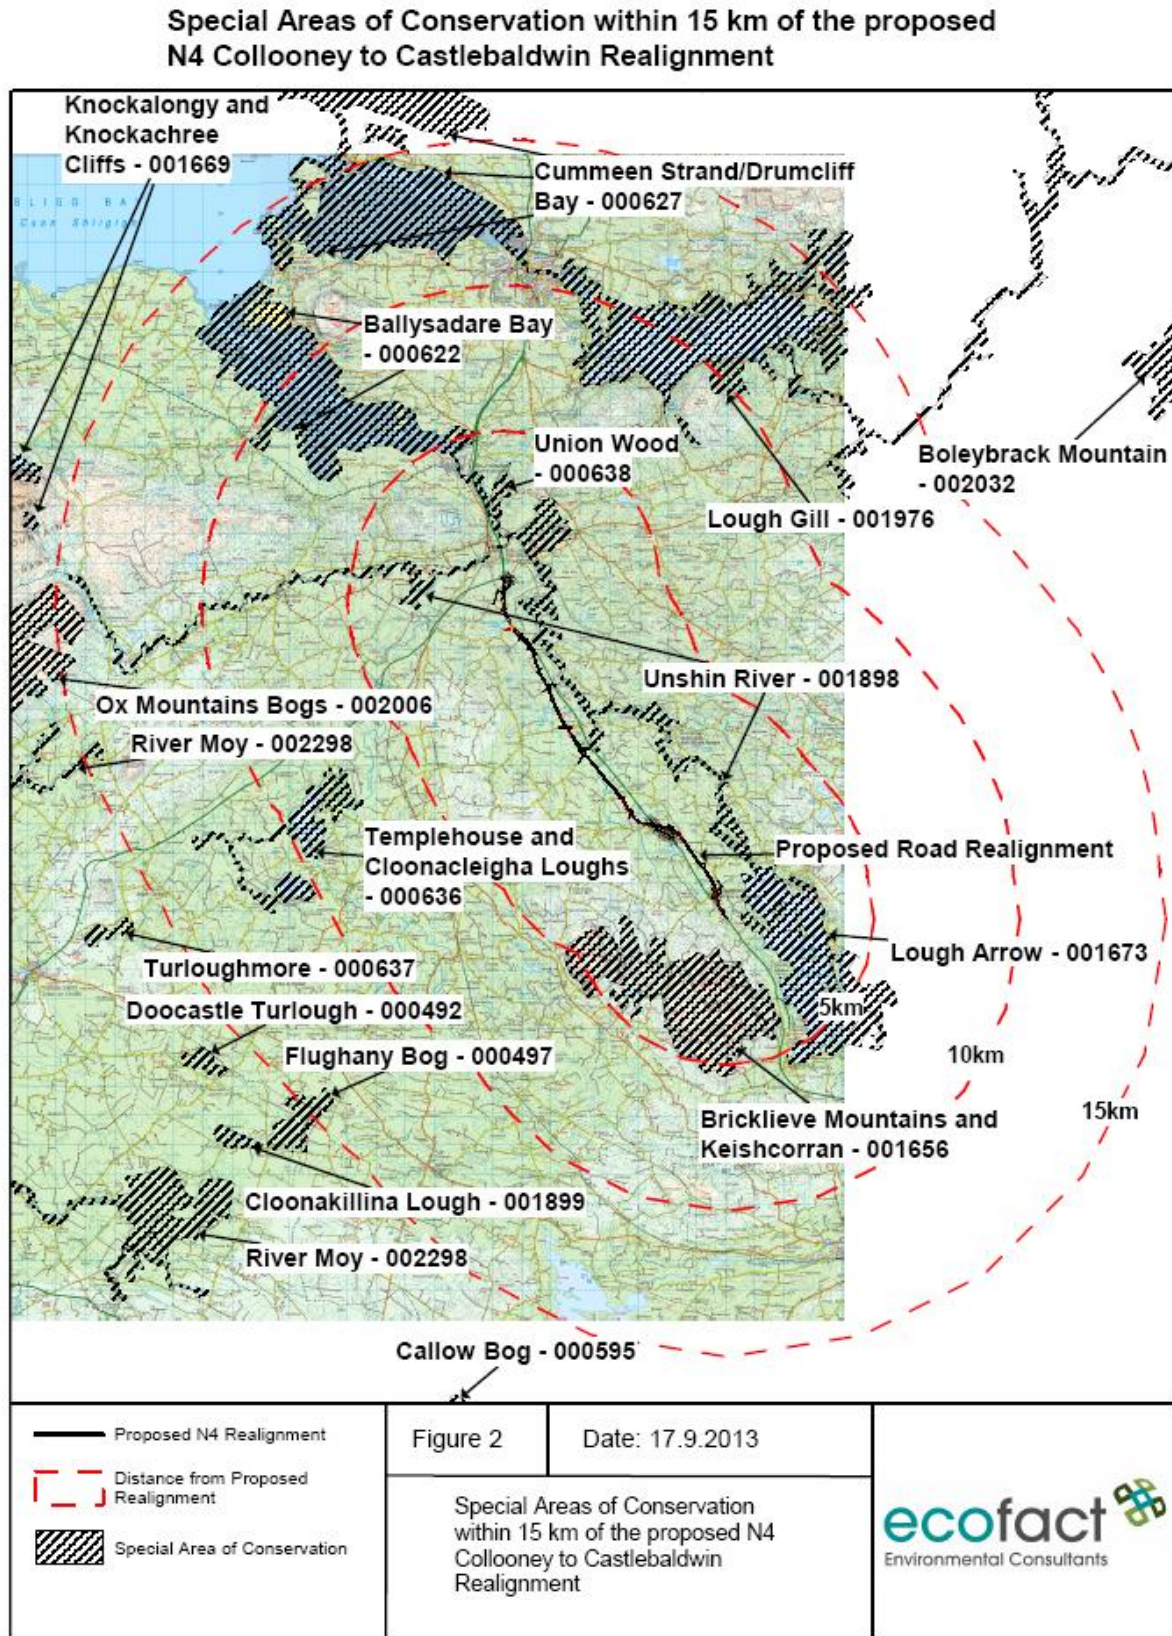 Special Areas of Conservation within 15 km of the proposed
N4 Collooney to Castlebaldwin Realignment
Knockalongy and
Knockachree
Cliffs - 001669
Cummeen Strand/Drumcliff
Bay - 000627
Ballysadare Bay
- 000622
Union Wood
- 000638
Boleybrack Mountain
- 002032
Lough Gill - 001976
Unshin River - 001898
Ox Mountains Bogs - 002006
River Moy - 002298
Templehouse and
Cloonacleigha Loughs
- 000636
Proposed Road Realignment
Turloughmore - 000637
Lough Arrow - 001673
Doocastle Turlough - 000492
5km
Flughany Bog - 000497
10km
15km
Bricklieve Mountains and
Keishcorran - 001656
Cloonakillina Lough - 001899
River Moy - 002298
Callow Bog - 000595
Proposed N4 Realignment
Distance from Proposed
Realignment
Special Area of Conservation
Figure 2
Date: 17.9.2013
Special Areas of Conservation
within 15 km of the proposed N4
Collooney to Castlebaldwin
Realignment
ecofact
Environmental Consultants